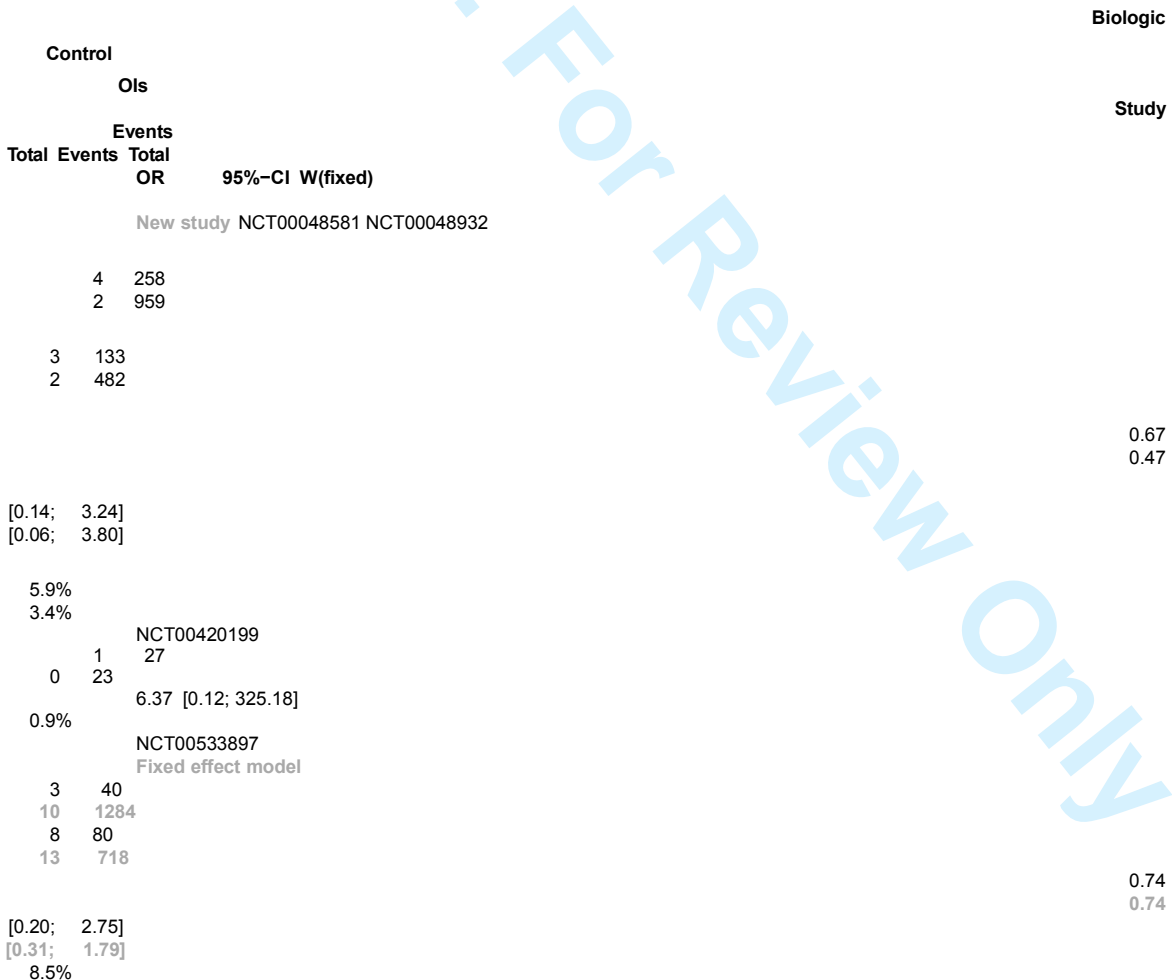 Biologic
Control
OIs
Study
Events
Total Events Total
OR 95%−CI W(fixed)
New study NCT00048581 NCT00048932
4 258
2 959
3 133
2 482
0.67
0.47
[0.14; 3.24]
[0.06; 3.80]
5.9%
3.4%
NCT00420199
1 27
0 23
6.37 [0.12; 325.18]
0.9%
NCT00533897
Fixed effect model
3 40
10 1284
8 80
13 718
0.74
0.74
[0.20; 2.75]
[0.31; 1.79]
8.5%
: For Review Only